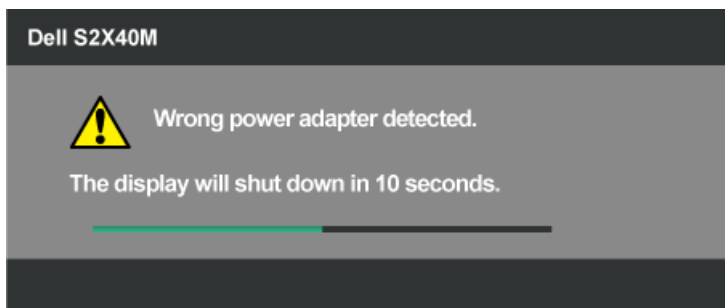 Dell S2X40M
Wrong power adapter detected.
The display will shut down in 10 seconds.